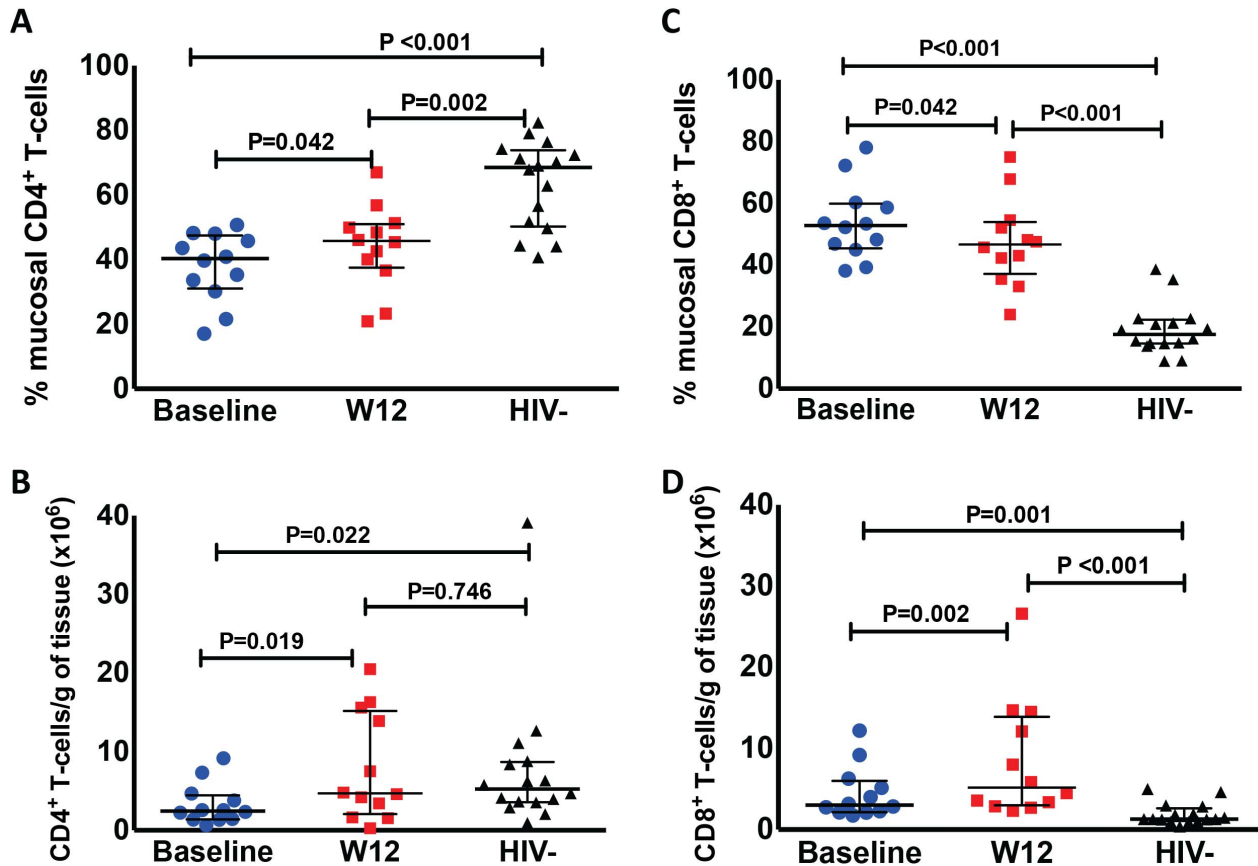 A
% mucosal CD4⁺ T-cells
100
80
60
40
20
0
P <0.001
P=0.002
P=0.042
Baseline W12 HIV-
C
% mucosal CD8⁺ T-cells
100
80
60
40
20
0
P<0.001
P=0.042 P<0.001
Baseline W12 HIV-
B
CD4⁺ T-cells/g of tissue (x10⁶)
40
30
20
10
0
P=0.022
P=0.746
P=0.019
Baseline W12 HIV-
D
CD8⁺ T-cells/g of tissue (x10⁶)
40
30
20
10
0
P=0.001
P <0.001
P=0.002
Baseline W12 HIV-